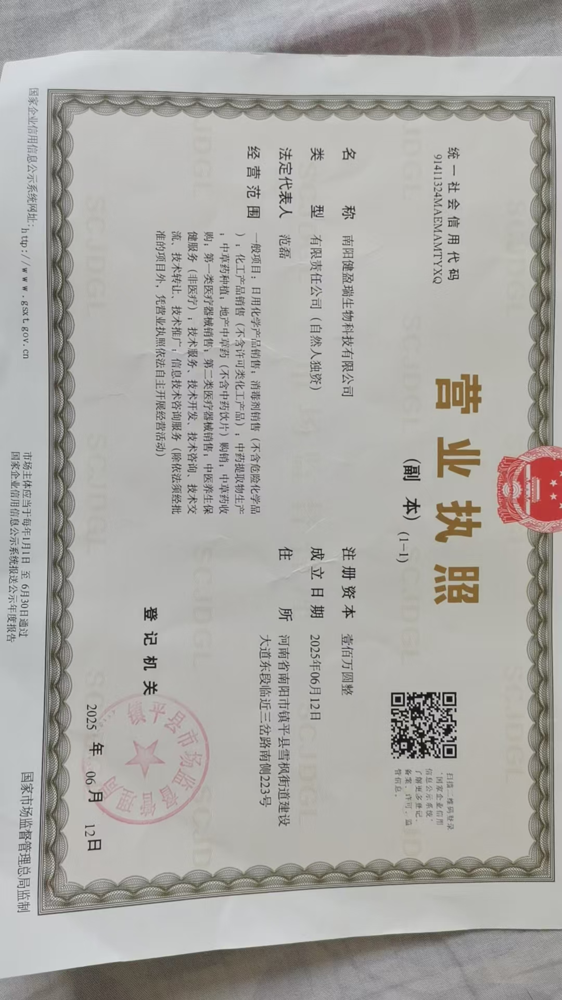 统一社会信用代码
91411324MAEMAMTYXQ
营业执照
(副本) (1-1)
扫描二维码登录
‘国家企业信用
信息公示系统’
了解更多登记、
备案、许可、监
管信息。
名称 南阳健盈瑞生物科技有限公司
类型 有限责任公司（自然人独资）
法定代表人 范磊
经营范围 一般项目：日用化学产品销售；消毒剂销售（不含危险化学品
）；化工产品销售（不含许可类化工产品）；中药提取物生产
；中草药种植；地产中草药（不含中药饮片）购销；中草药收
购；第一类医疗器械销售；第二类医疗器械销售；中医养生保
健服务（非医疗）；技术服务、技术开发、技术咨询、技术交
流、技术转让、技术推广；信息技术咨询服务（除依法须经批
准的项目外，凭营业执照依法自主开展经营活动）
注册资本 壹佰万圆整
成立日期 2025年06月12日
住所 河南省南阳市镇平县雪枫街道建设
大道东段临近三岔路南侧223号
登记机关
镇平县市场监督管理局
2025 年 06 月 12日
国家企业信用信息公示系统网址：http://www.gsxt.gov.cn
市场主体应当于每年1月1日 至 6月30日通过
国家企业信用信息公示系统报送公示年度报告
国家市场监督管理总局监制